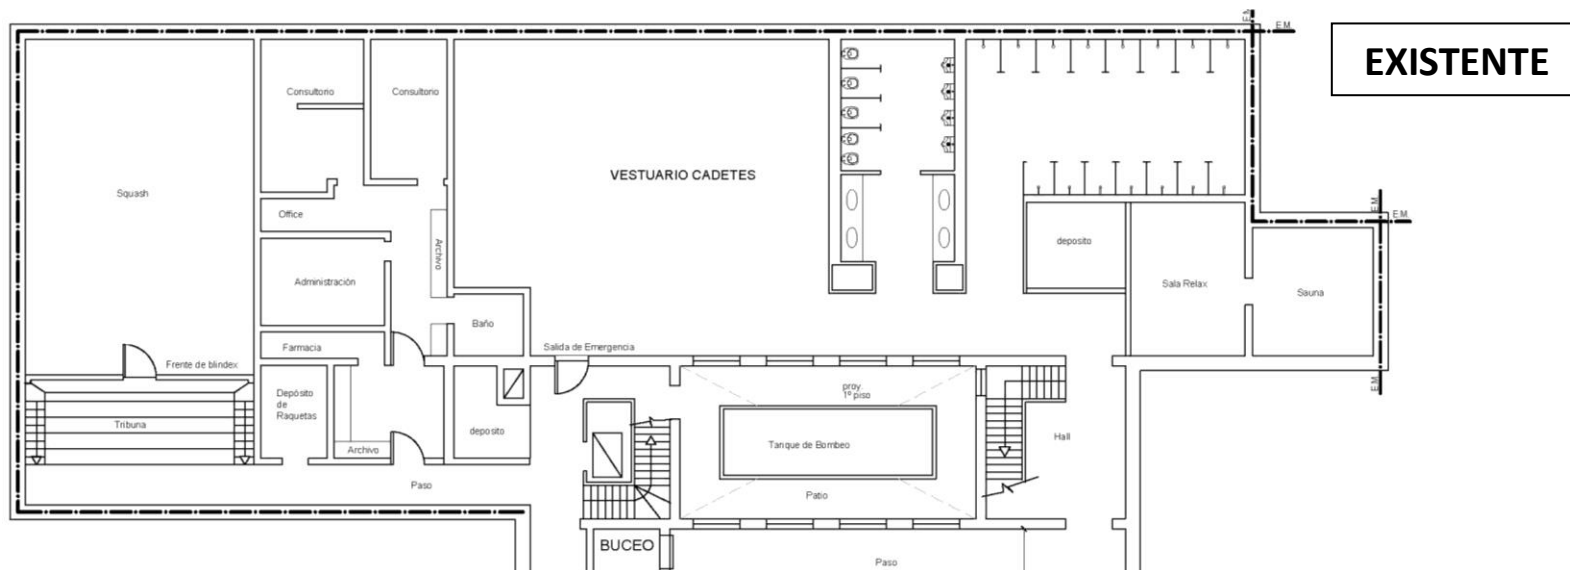 E.M.
E.M.
EXISTENTE
Consultorio
Consultorio
VESTUARIO CADETES
Squash
Office
Archivo
E.M.
E.M.
deposito
Administración
Sala Relax
Sauna
Baño
Farmacia
Salida de Emergencia
Frente de blindex
E.M.
proy.
1º piso
Depósito
de
Raquetas
Tribuna
deposito
Tanque de Bombeo
Hall
Archivo
Paso
Patio
BUCEO
Paso